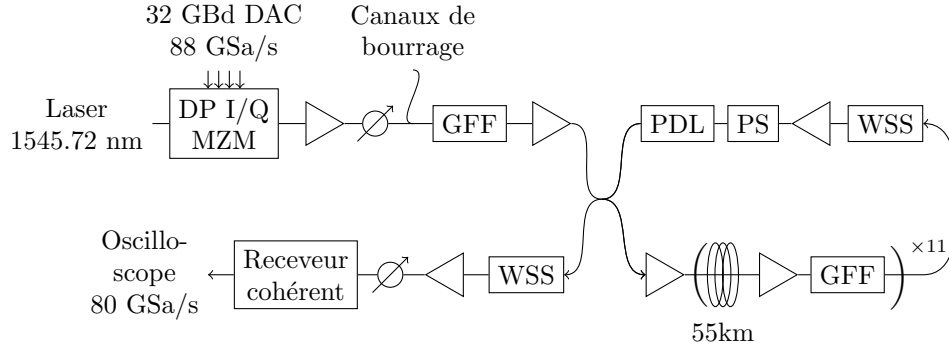 32 GBd DAC
88 GSa/s
Canaux de
bourrage
Laser
1545.72 nm
DP I/Q
MZM
GFF
PDL
PS
WSS
Oscillo-
scope
80 GSa/s
Receveur
cohérent
WSS
GFF
×11
55km